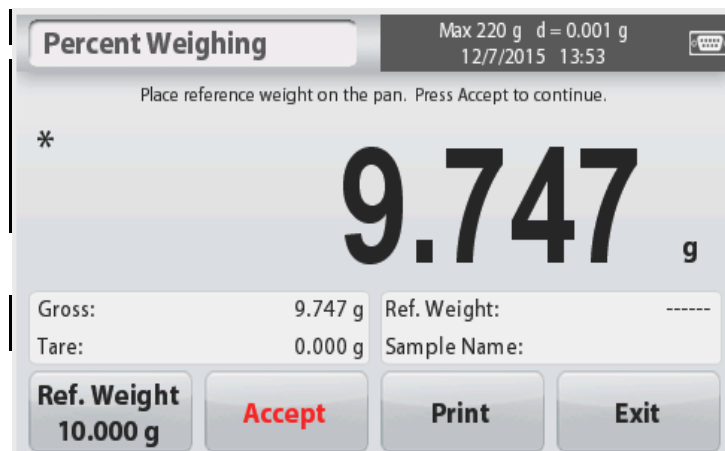 Percent Weighing
Max 220 g d = 0.001 g
12/7/2015 13:53
Place reference weight on the pan. Press Accept to continue.
*
9.747 g
Gross: 9.747 g
Tare: 0.000 g
Ref. Weight: ------
Sample Name:
Ref. Weight
10.000 g
Accept
Print
Exit